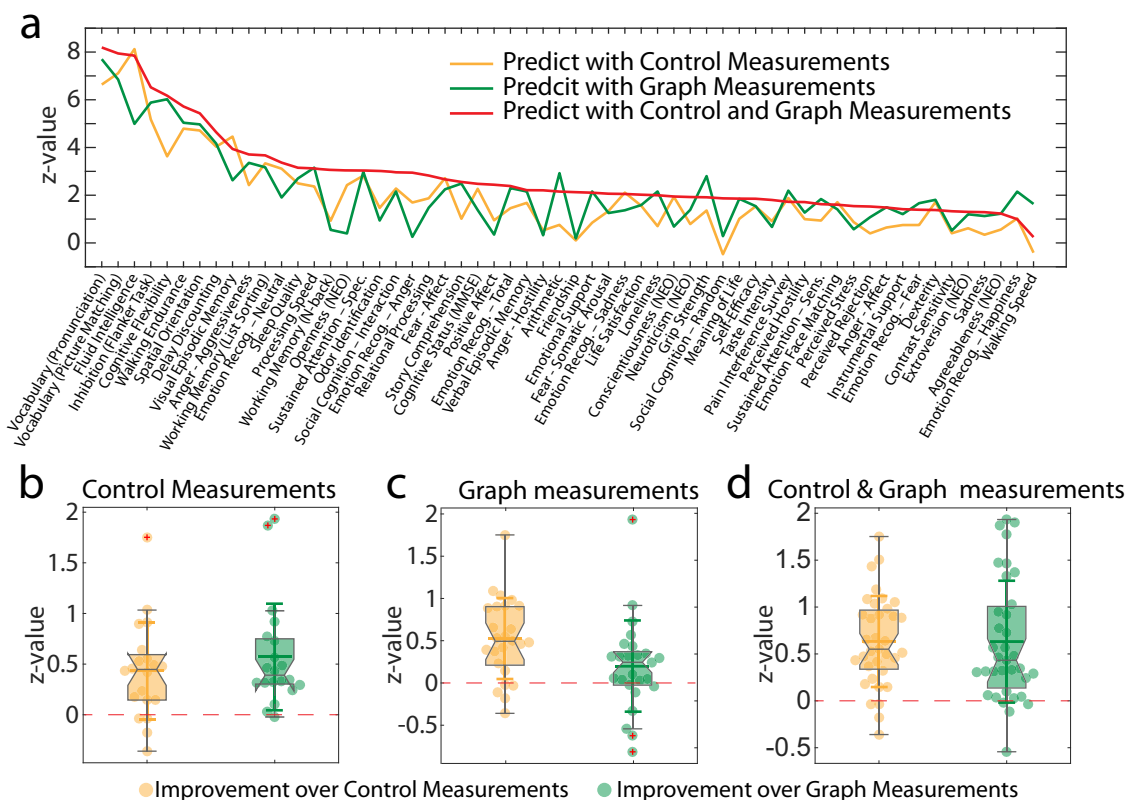 a
8
6
4
2
0
z-value
Predict with Control Measurements
Predcit with Graph Measurements
Predct with Control and Graph Measurements
Vocabulary (Pronunciation)
Vocabulary (Picture Matching)
Fluid Intelligence
Inhibition (Flanker Task)
Cognitive Flexibility
Walking Endurance
Spatial Orientation
Delay Discounting
Visual Episodic Memory
Anger - Aggressiveness
Working Memory (List Sorting)
Emotion Recog. – Neutral
Sleep Quality
Processing Speed
Working Memory (N-back)
Openness (NEO)
Sustained Attention – Spec.
Odor Identification
Social Cognition – Interaction
Emotion Recog. – Anger
Relational Processing
Fear - Affect
Story Comprehension
Cognitive Status (MMSE)
Positive Affect
Emotion Recog. – Total
Verbal Episodic Memory
Anger - Hostility
Arithmetic
Friendship
Emotional Support
Fear - Somatic Arousal
Emotion Recog. – Sadness
Life Satisfaction
Loneliness
Conscientiousness (NEO)
Neuroticism (NEO)
Grip Strength
Social Cognition – Random
Meaning of Life
Self-Efficacy
Taste Intensity
Pain Interference Survey
Perceived Hostility
Sustained Attention – Sens.
Emotion Face Matching
Perceived Stress
Perceived Rejection
Anger - Affect
Instrumental Support
Emotion Recog. – Fear
Dexterity
Contrast Sensitivity
Extroversion (NEO)
Sadness
Agreeableness (NEO)
Emotion Recog. – Happiness
Walking Speed
b
Control Measurements
2
1.5
1
0.5
0
z-value
c
Graph measurements
2
1.5
1
0.5
0
-0.5
z-value
d
Control & Graph measurements
2
1.5
1
0.5
0
-0.5
z-value
Improvement over Control Measurements
Improvement over Graph Measurements